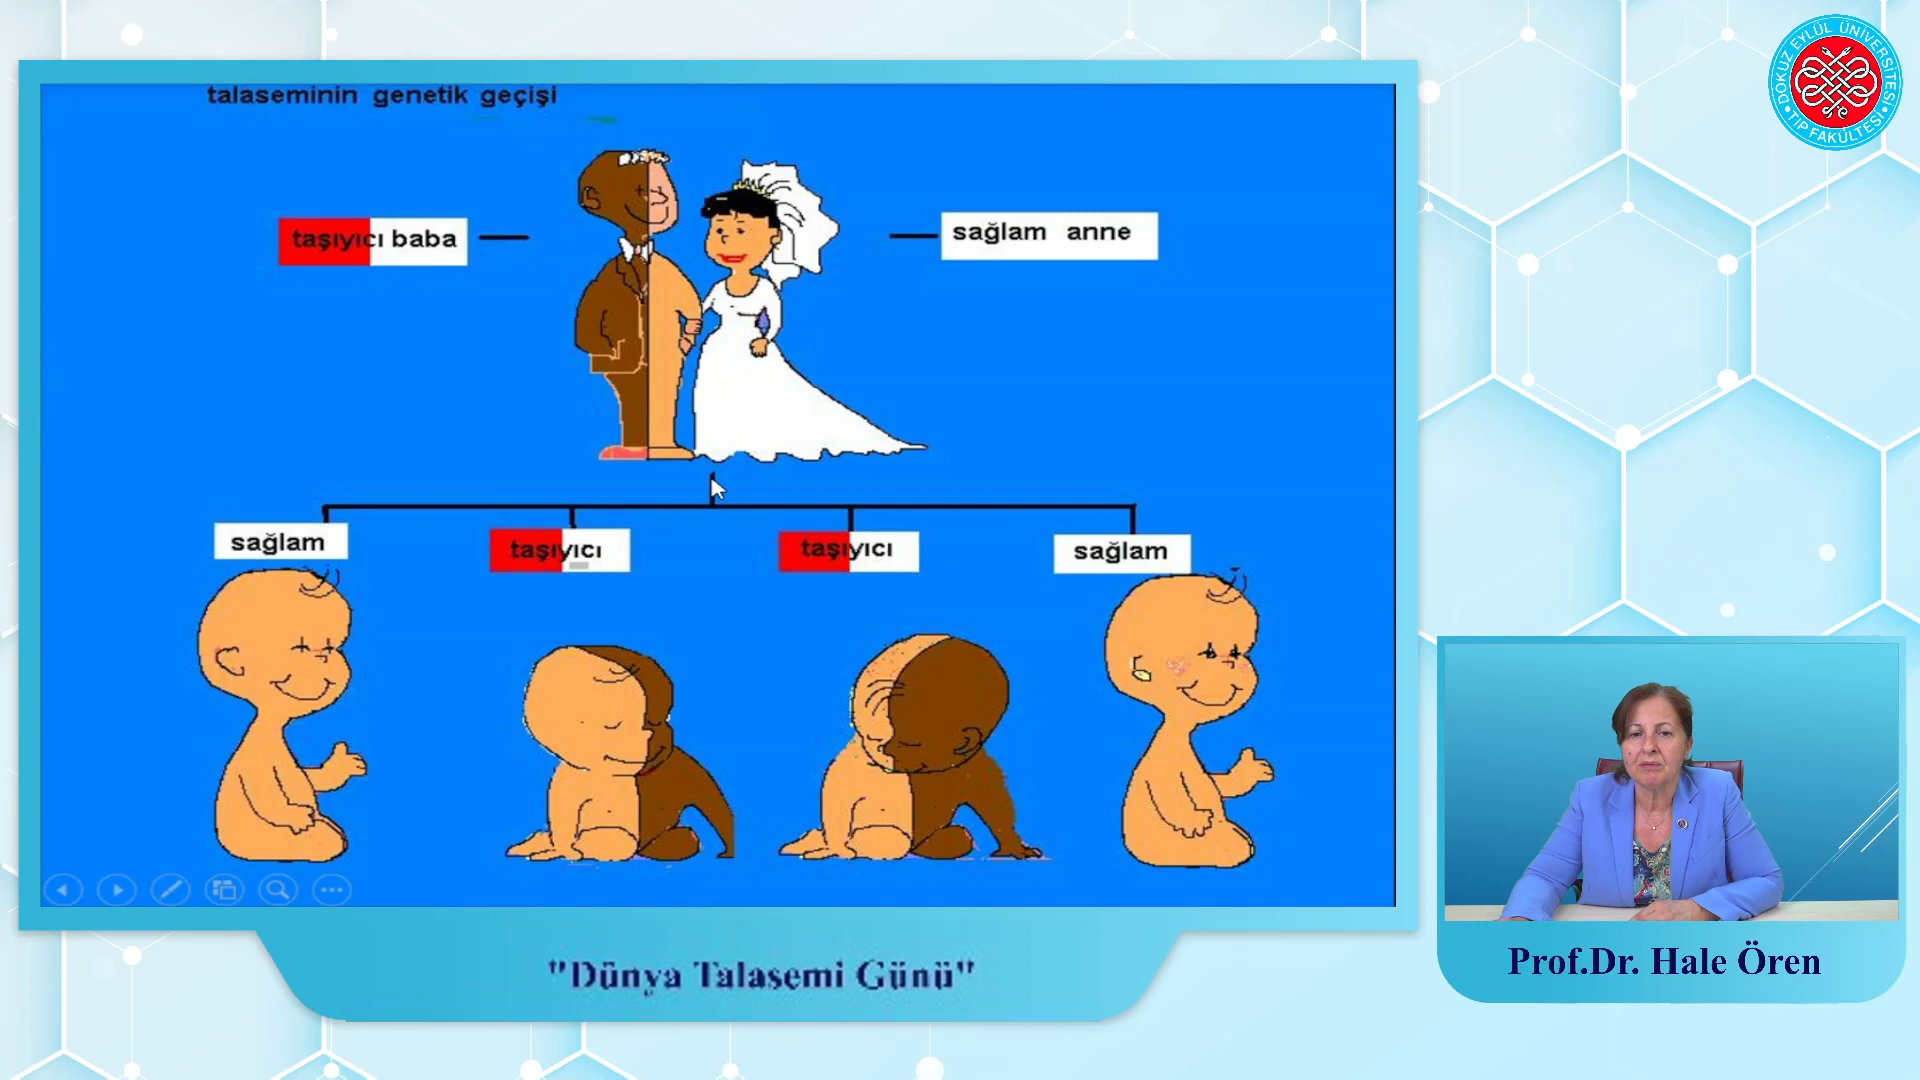 talaseminin genetik geçişi
taşıyıcı baba
sağlam anne
sağlam
taşıyıcı
taşıyıcı
sağlam
"Dünya Talasemi Günü"
DOKUZ EYLÜL ÜNİVERSİTESİ
TIP FAKÜLTESİ
Prof.Dr. Hale Ören